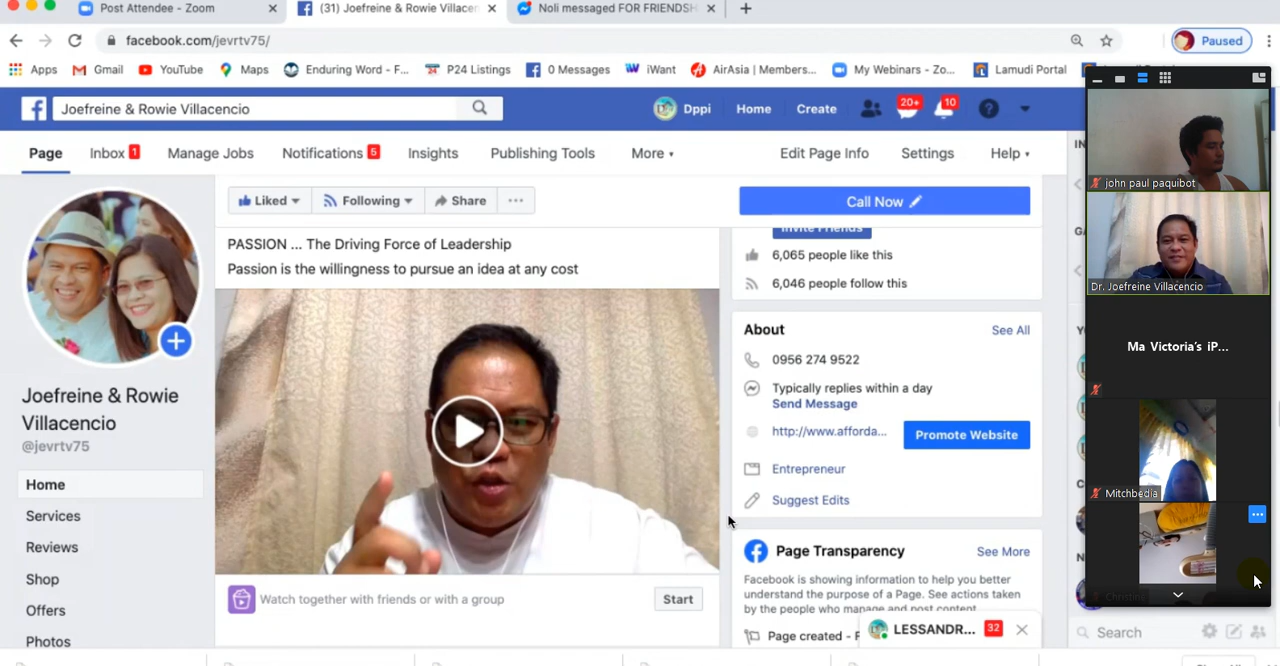 Post Attendee - Zoom
(31) Joefreine & Rowie Villacen
Noli messaged FOR FRIENDSH
facebook.com/jevrtv75/
Paused
Apps
Gmail
YouTube
Maps
Enduring Word - F...
P24 Listings
0 Messages
iWant
AirAsia | Members...
My Webinars - Zo...
Lamudi Portal
Joefreine & Rowie Villacencio
Dppi
Home
Create
20+
10
Page
Inbox 1
Manage Jobs
Notifications 5
Insights
Publishing Tools
More
Edit Page Info
Settings
Help
Liked
Following
Share
Call Now
PASSION ... The Driving Force of Leadership
Passion is the willingness to pursue an idea at any cost
Watch together with friends or with a group
Start
Joefreine & Rowie
Villacencio
@jevrtv75
Home
Services
Reviews
Shop
Offers
Photos
Invite Friends
6,065 people like this
6,046 people follow this
About
See All
0956 274 9522
Typically replies within a day
Send Message
http://www.afforda...
Promote Website
Entrepreneur
Suggest Edits
Page Transparency
See More
Facebook is showing information to help you better
understand the purpose of a Page. See actions taken
by the people who manage and post content.
Page created - F
LESSANDR... 32
john paul paquibot
Dr. Joefreine Villacencio
Ma Victoria's iP...
Mitchbedia
Search